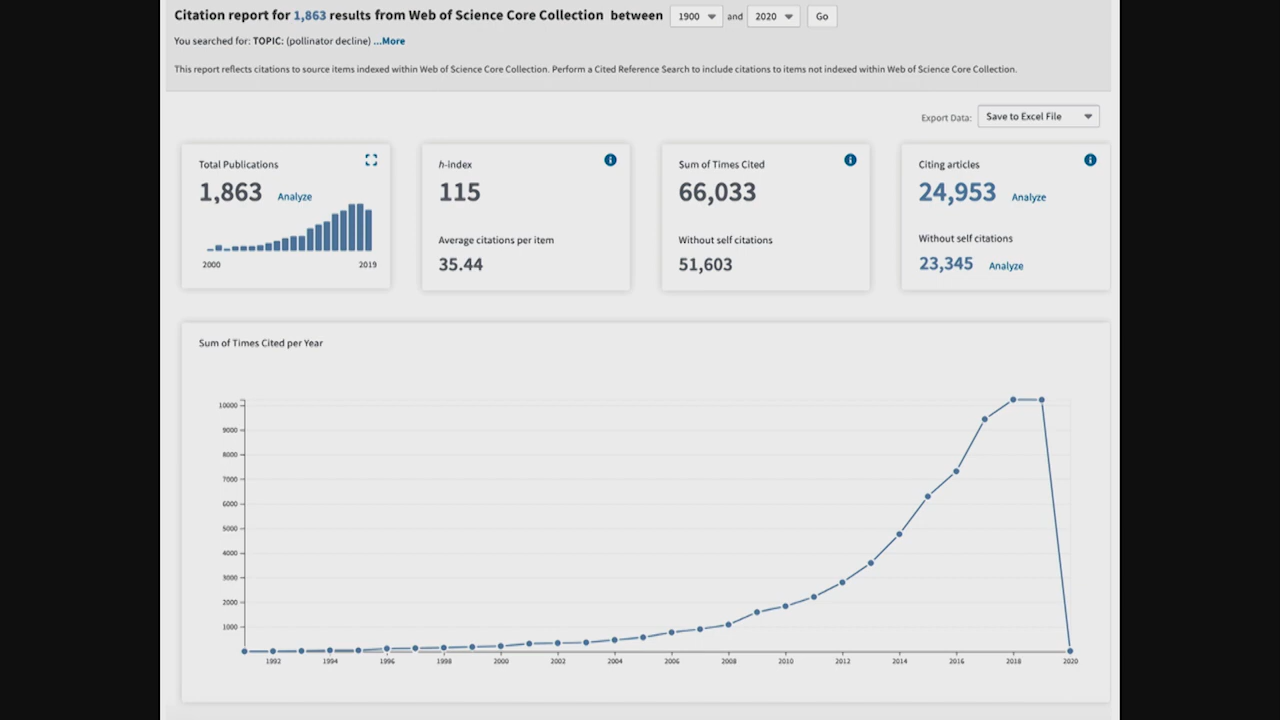 Citation report for 1,863 results from Web of Science Core Collection between 1900 and 2020 Go
You searched for: TOPIC: (pollinator decline) ...More
This report reflects citations to source items indexed within Web of Science Core Collection. Perform a Cited Reference Search to include citations to items not indexed within Web of Science Core Collection.
Export Data: Save to Excel File
Total Publications
1,863 Analyze
2000 2019
h-index
115
Average citations per item
35.44
Sum of Times Cited
66,033
Without self citations
51,603
Citing articles
24,953 Analyze
Without self citations
23,345 Analyze
Sum of Times Cited per Year
10000
9000
8000
7000
6000
5000
4000
3000
2000
1000
1992 1994 1996 1998 2000 2002 2004 2006 2008 2010 2012 2014 2016 2018 2020